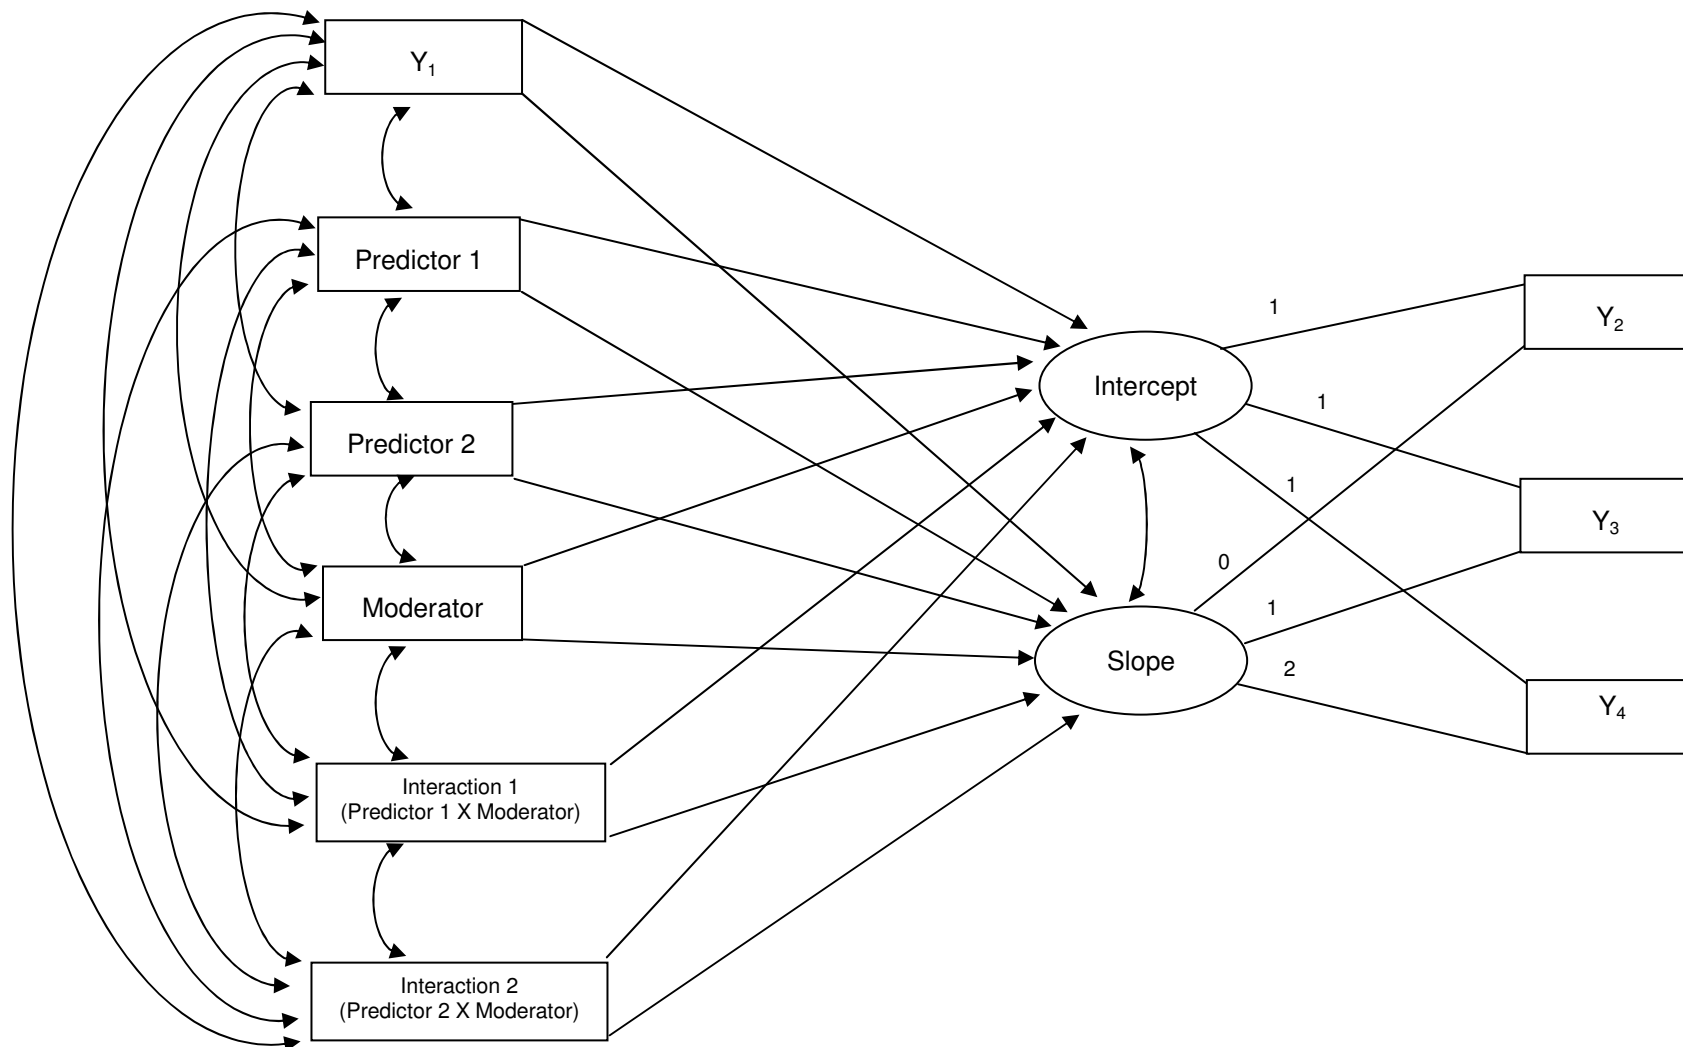 Y₁
Predictor 1
Predictor 2
Moderator
Interaction 1
(Predictor 1 X Moderator)
Interaction 2
(Predictor 2 X Moderator)
Intercept
Slope
1
1
1
0
1
2
Y₂
Y₃
Y₄